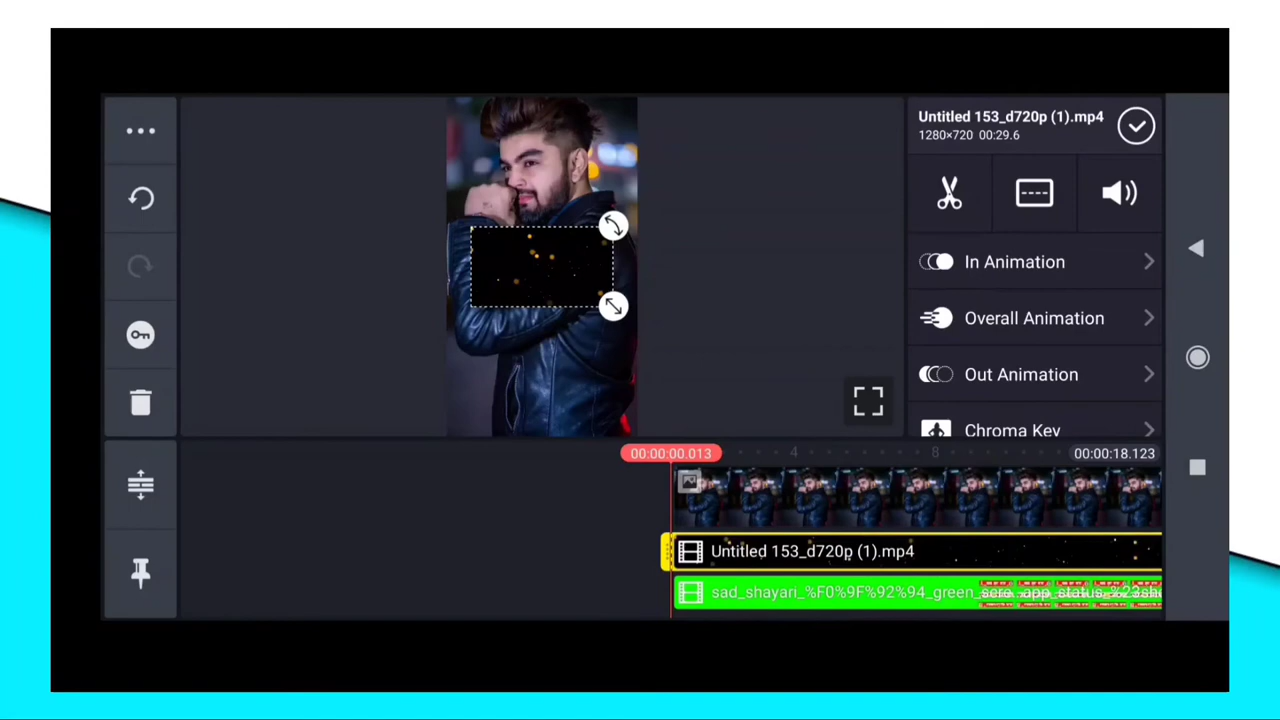 Untitled 153_d720p (1).mp4
1280×720 00:29.6
In Animation
Overall Animation
Out Animation
Chroma Key
00:00:00.013
4
8
00:00:18.123
Untitled 153_d720p (1).mp4
sad_shayari_%F0%9F%92%94_green_